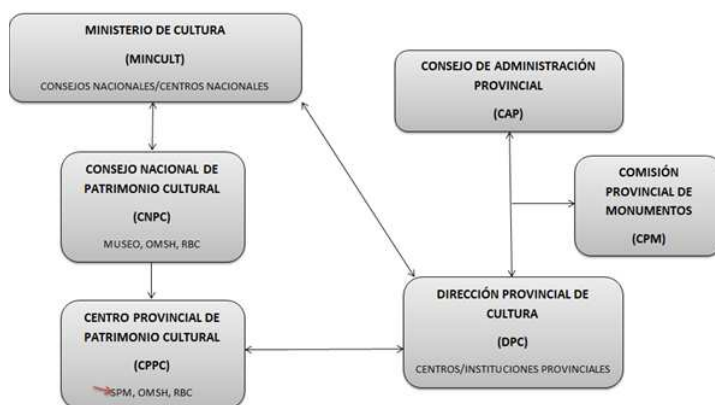 MINISTERIO DE CULTURA
(MINCULT)
CONSEJOS NACIONALES/CENTROS NACIONALES
CONSEJO DE ADMINISTRACIÓN
PROVINCIAL
(CAP)
CONSEJO NACIONAL DE
PATRIMONIO CULTURAL
(CNPC)
MUSEO, OMSH, RBC
COMISIÓN
PROVINCIAL DE
MONUMENTOS
(CPM)
CENTRO PROVINCIAL DE
PATRIMONIO CULTURAL
(CPPC)
SPM, OMSH, RBC
DIRECCIÓN PROVINCIAL DE
CULTURA
(DPC)
CENTROS/INSTITUCIONES PROVINCIALES